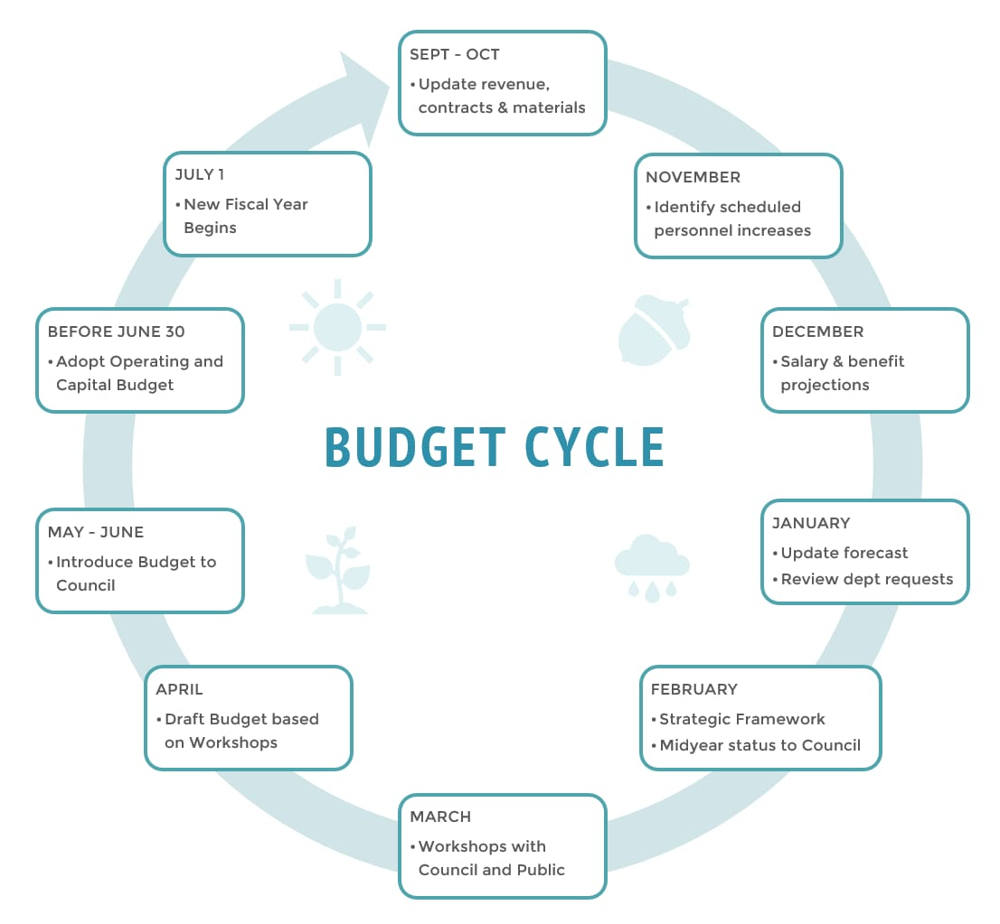 SEPT - OCT
• Update revenue,
contracts & materials
NOVEMBER
• Identify scheduled
personnel increases
DECEMBER
• Salary & benefit
projections
JANUARY
• Update forecast
• Review dept requests
FEBRUARY
• Strategic Framework
• Midyear status to Council
MARCH
• Workshops with
Council and Public
APRIL
• Draft Budget based
on Workshops
MAY - JUNE
• Introduce Budget to
Council
BEFORE JUNE 30
• Adopt Operating and
Capital Budget
JULY 1
• New Fiscal Year
Begins
BUDGET CYCLE